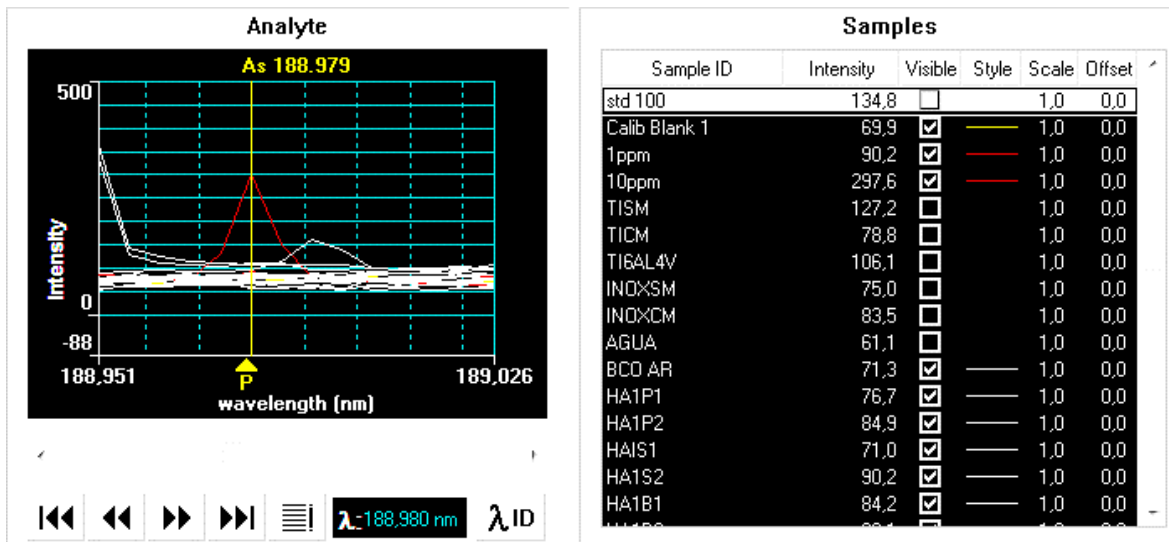 Analyte
As 188.979
500
Intensity
0
-88
188,951
P
189,026
wavelength (nm)
λ:188,980 nm
λ ID
Samples
Sample ID Intensity Visible Style Scale Offset
std 100 134,8 1,0 0,0
Calib Blank 1 69,9 1,0 0,0
1ppm 90,2 1,0 0,0
10ppm 297,6 1,0 0,0
TISM 127,2 1,0 0,0
TICM 78,8 1,0 0,0
TI6AL4V 106,1 1,0 0,0
INOXSM 75,0 1,0 0,0
INOXCM 83,5 1,0 0,0
AGUA 61,1 1,0 0,0
BCO AR 71,3 1,0 0,0
HA1P1 76,7 1,0 0,0
HA1P2 84,9 1,0 0,0
HAIS1 71,0 1,0 0,0
HA1S2 90,2 1,0 0,0
HA1B1 84,2 1,0 0,0